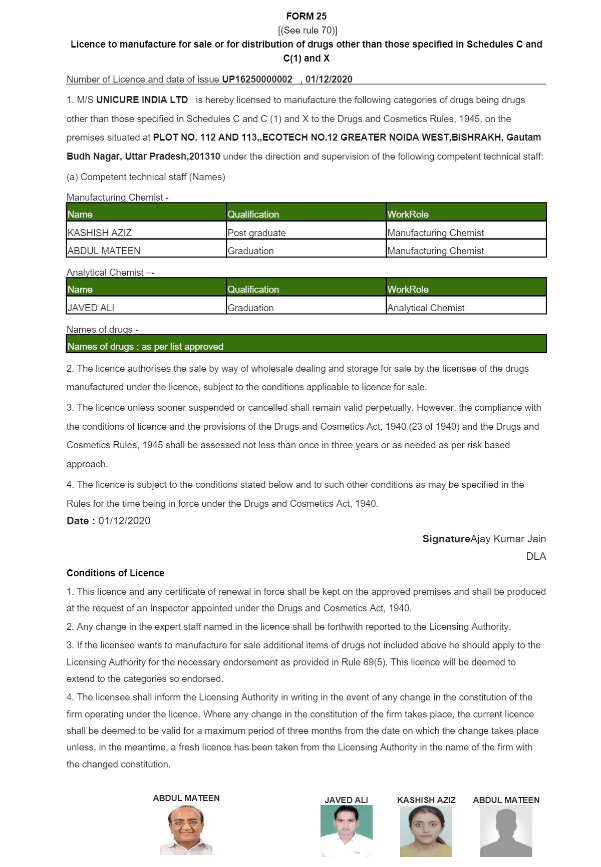 FORM 25
[(See rule 70)]
Licence to manufacture for sale or for distribution of drugs other than those specified in Schedules C and
C(1) and X
Number of Licence and date of issue UP16250000002 , 01/12/2020
1. M/S UNICURE INDIA LTD is hereby licensed to manufacture the following categories of drugs being drugs
other than those specified in Schedules C and C (1) and X to the Drugs and Cosmetics Rules, 1945, on the
premises situated at PLOT NO. 112 AND 113,,ECOTECH NO.12 GREATER NOIDA WEST,BISHRAKH, Gautam
Budh Nagar, Uttar Pradesh,201310 under the direction and supervision of the following competent technical staff:
(a) Competent technical staff (Names)
Manufacturing Chemist -
Name Qualification WorkRole
KASHISH AZIZ Post graduate Manufacturing Chemist
ABDUL MATEEN Graduation Manufacturing Chemist
Analytical Chemist –-
Name Qualification WorkRole
JAVED ALI Graduation Analytical Chemist
Names of drugs -
Names of drugs : as per list approved
2. The licence authorises the sale by way of wholesale dealing and storage for sale by the licensee of the drugs
manufactured under the licence, subject to the conditions applicable to licence for sale.
3. The licence unless sooner suspended or cancelled shall remain valid perpetually. However, the compliance with
the conditions of licence and the provisions of the Drugs and Cosmetics Act, 1940 (23 of 1940) and the Drugs and
Cosmetics Rules, 1945 shall be assessed not less than once in three years or as needed as per risk based
approach.
4. The licence is subject to the conditions stated below and to such other conditions as may be specified in the
Rules for the time being in force under the Drugs and Cosmetics Act, 1940.
Date : 01/12/2020
SignatureAjay Kumar Jain
DLA
Conditions of Licence
1. This licence and any certificate of renewal in force shall be kept on the approved premises and shall be produced
at the request of an Inspector appointed under the Drugs and Cosmetics Act, 1940.
2. Any change in the expert staff named in the licence shall be forthwith reported to the Licensing Authority.
3. If the licensee wants to manufacture for sale additional items of drugs not included above he should apply to the
Licensing Authority for the necessary endorsement as provided in Rule 69(5). This licence will be deemed to
extend to the categories so endorsed.
4. The licensee shall inform the Licensing Authority in writing in the event of any change in the constitution of the
firm operating under the licence. Where any change in the constitution of the firm takes place, the current licence
shall be deemed to be valid for a maximum period of three months from the date on which the change takes place
unless, in the meantime, a fresh licence has been taken from the Licensing Authority in the name of the firm with
the changed constitution.
ABDUL MATEEN JAVED ALI KASHISH AZIZ ABDUL MATEEN